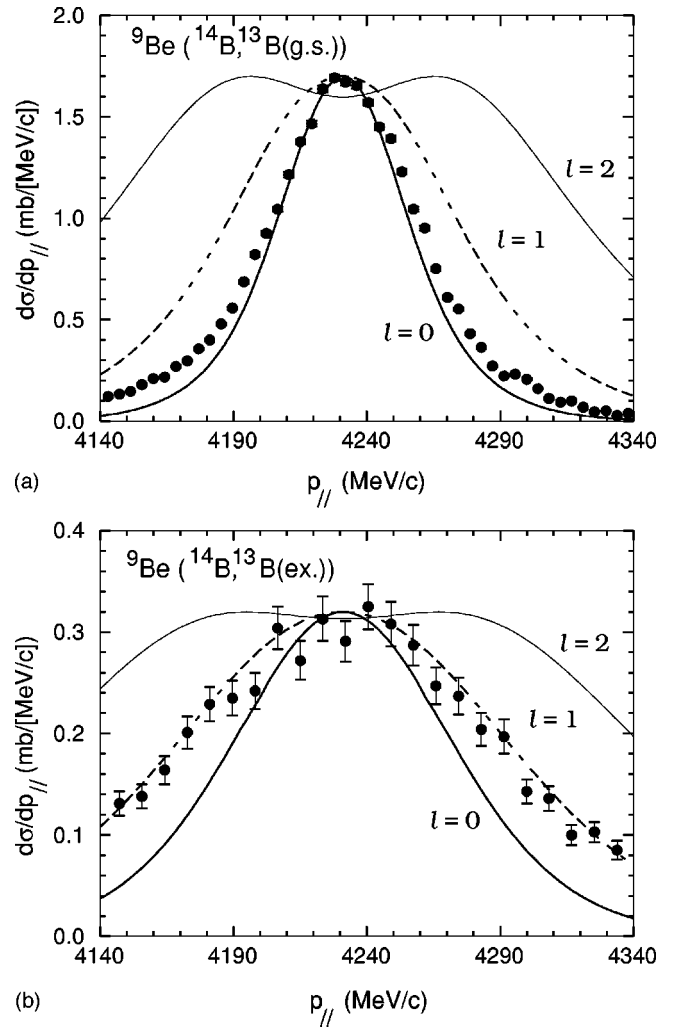 ⁹Be ( ¹⁴B,¹³B(g.s.))
dσ/dp// (mb/[MeV/c])
2.0
1.5
1.0
0.5
0.0
l = 2
l = 1
l = 0
4140 4190 4240 4290 4340
(a) p// (MeV/c)
⁹Be ( ¹⁴B,¹³B(ex.))
dσ/dp// (mb/[MeV/c])
0.4
0.3
0.2
0.1
0.0
l = 2
l = 1
l = 0
4140 4190 4240 4290 4340
(b) p// (MeV/c)